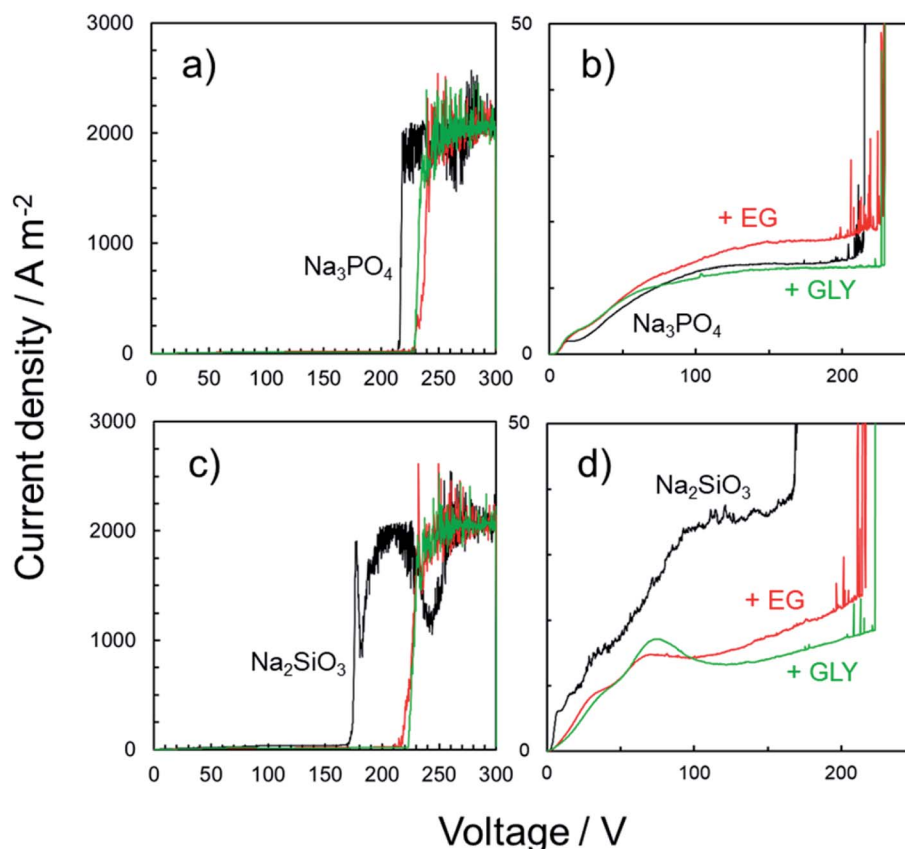 Current density / A m⁻²
3000
2000
1000
0
a)
Na₃PO₄
0 50 100 150 200 250 300
50
0
b)
+ EG
+ GLY
Na₃PO₄
0 100 200
3000
2000
1000
0
c)
Na₂SiO₃
0 50 100 150 200 250 300
50
0
d)
Na₂SiO₃
+ EG
+ GLY
0 100 200
Voltage / V